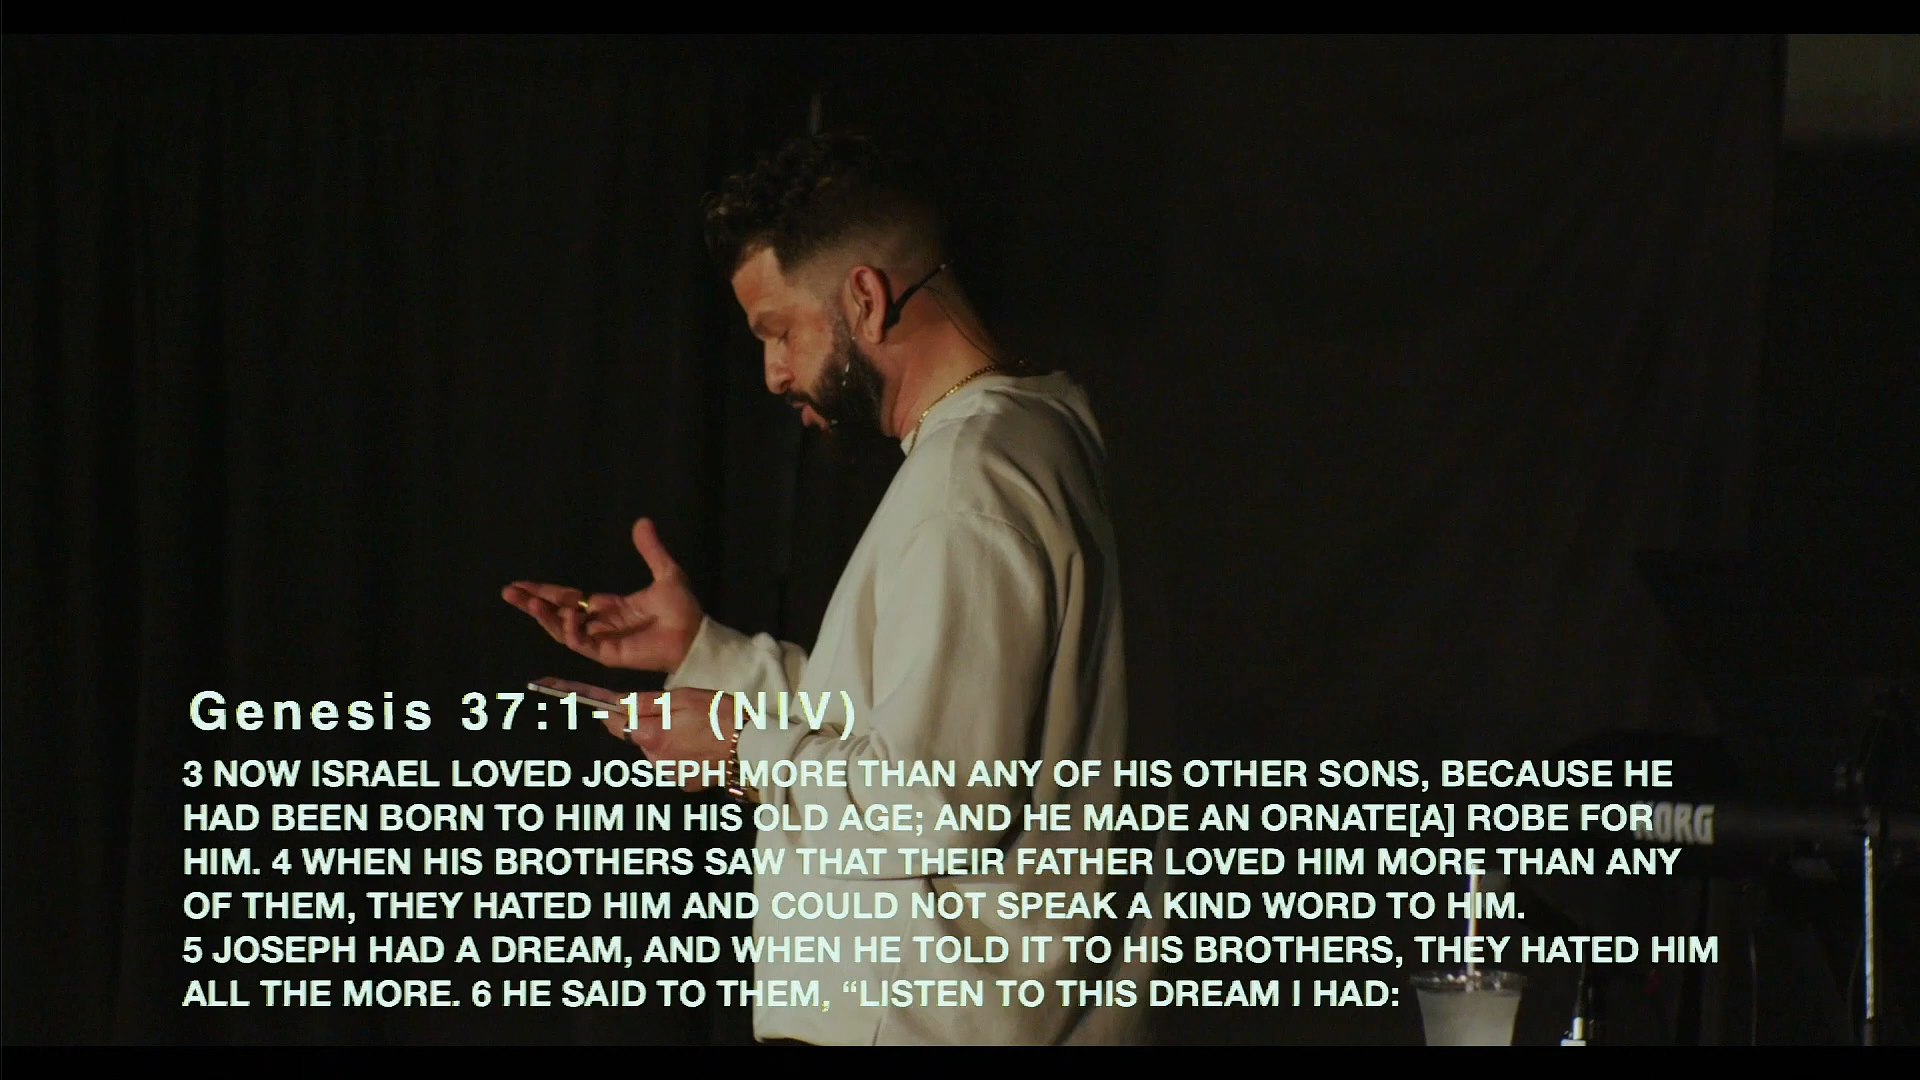 Genesis 37:1-11 (NIV)
3 NOW ISRAEL LOVED JOSEPH MORE THAN ANY OF HIS OTHER SONS, BECAUSE HE
HAD BEEN BORN TO HIM IN HIS OLD AGE; AND HE MADE AN ORNATE[A] ROBE FOR
HIM. 4 WHEN HIS BROTHERS SAW THAT THEIR FATHER LOVED HIM MORE THAN ANY
OF THEM, THEY HATED HIM AND COULD NOT SPEAK A KIND WORD TO HIM.
5 JOSEPH HAD A DREAM, AND WHEN HE TOLD IT TO HIS BROTHERS, THEY HATED HIM
ALL THE MORE. 6 HE SAID TO THEM, “LISTEN TO THIS DREAM I HAD:
KORG